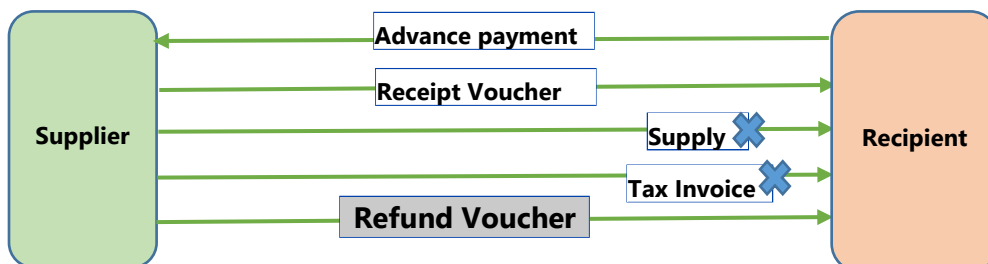 Advance payment
Receipt Voucher
Supplier
Supply
Recipient
Tax Invoice
Refund Voucher